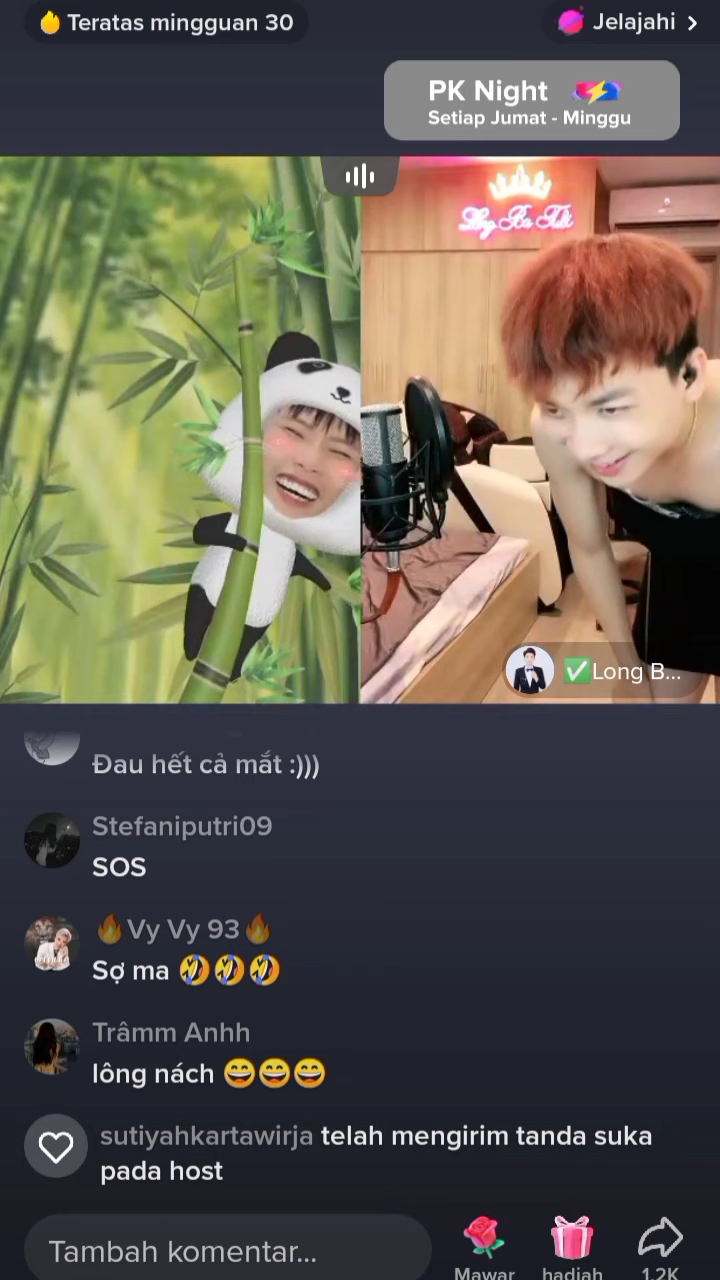 Teratas mingguan 30
Jelajahi
PK Night
Setiap Jumat - Minggu
Long B...
Đau hết cả mắt :)))
Stefaniputri09
SOS
🔥Vy Vy 93🔥
Sợ ma 🤣🤣🤣
Trâmm Anhh
lông nách 😄😄😄
sutiyahkartawirja telah mengirim tanda suka
pada host
Tambah komentar...
Mawar
hadiah
1.2K